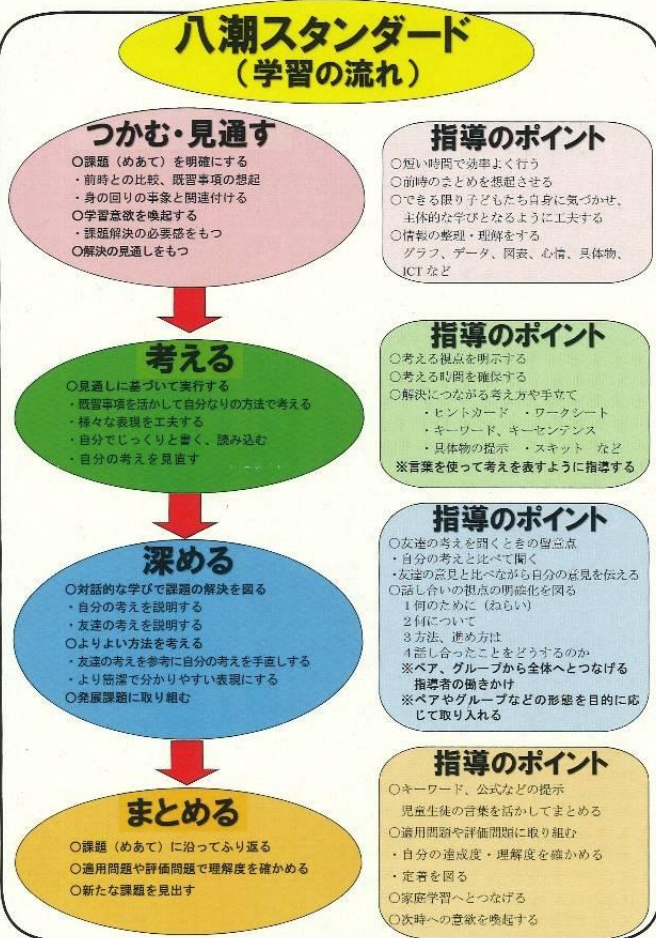 八潮スタンダード
（学習の流れ）
つかむ・見通す
○課題（めあて）を明確にする
・前時との比較、既習事項の想起
・身の回りの事象と関連付ける
○学習意欲を喚起する
・課題解決の必要感をもつ
○解決の見通しをもつ
指導のポイント
○短い時間で効率よく行う
○前時のまとめを想起させる
○できる限り子どもたち自身に気づかせ、
主体的な学びとなるように工夫する
○情報の整理・理解をする
グラフ、データ、図表、心情、具体物、
ICT など
考える
○見通しに基づいて実行する
・既習事項を活かして自分なりの方法で考える
・様々な表現を工夫する
・自分でじっくりと書く、読み込む
・自分の考えを見直す
指導のポイント
○考える視点を明示する
○考える時間を確保する
○解決につながる考え方や手立て
・ヒントカード ・ワークシート
・キーワード、キーセンテンス
・具体物の提示 ・スキット など
※言葉を使って考えを表すように指導する
深める
○対話的な学びで課題の解決を図る
・自分の考えを説明する
・友達の考えを説明する
○よりよい方法を考える
・友達の考えを参考に自分の考えを手直しする
・より簡潔で分かりやすい表現にする
○発展課題に取り組む
指導のポイント
○友達の考えを聞くときの留意点
・自分の考えと比べて聞く
・友達の意見と比べながら自分の意見を伝える
○話し合いの視点の明確化を図る
１何のために（ねらい）
２何について
３方法、進め方は
４話し合ったことをどうするのか
※ペア、グループから全体へとつなげる
指導者の働きかけ
※ペアやグループなどの形態を目的に応
じて取り入れる
まとめる
○課題（めあて）に沿ってふり返る
○適用問題や評価問題で理解度を確かめる
○新たな課題を見出す
指導のポイント
○キーワード、公式などの提示
児童生徒の言葉を活かしてまとめる
○適用問題や評価問題に取り組む
・自分の達成度・理解度を確かめる
・定着を図る
○家庭学習へとつなげる
○次時への意欲を喚起する